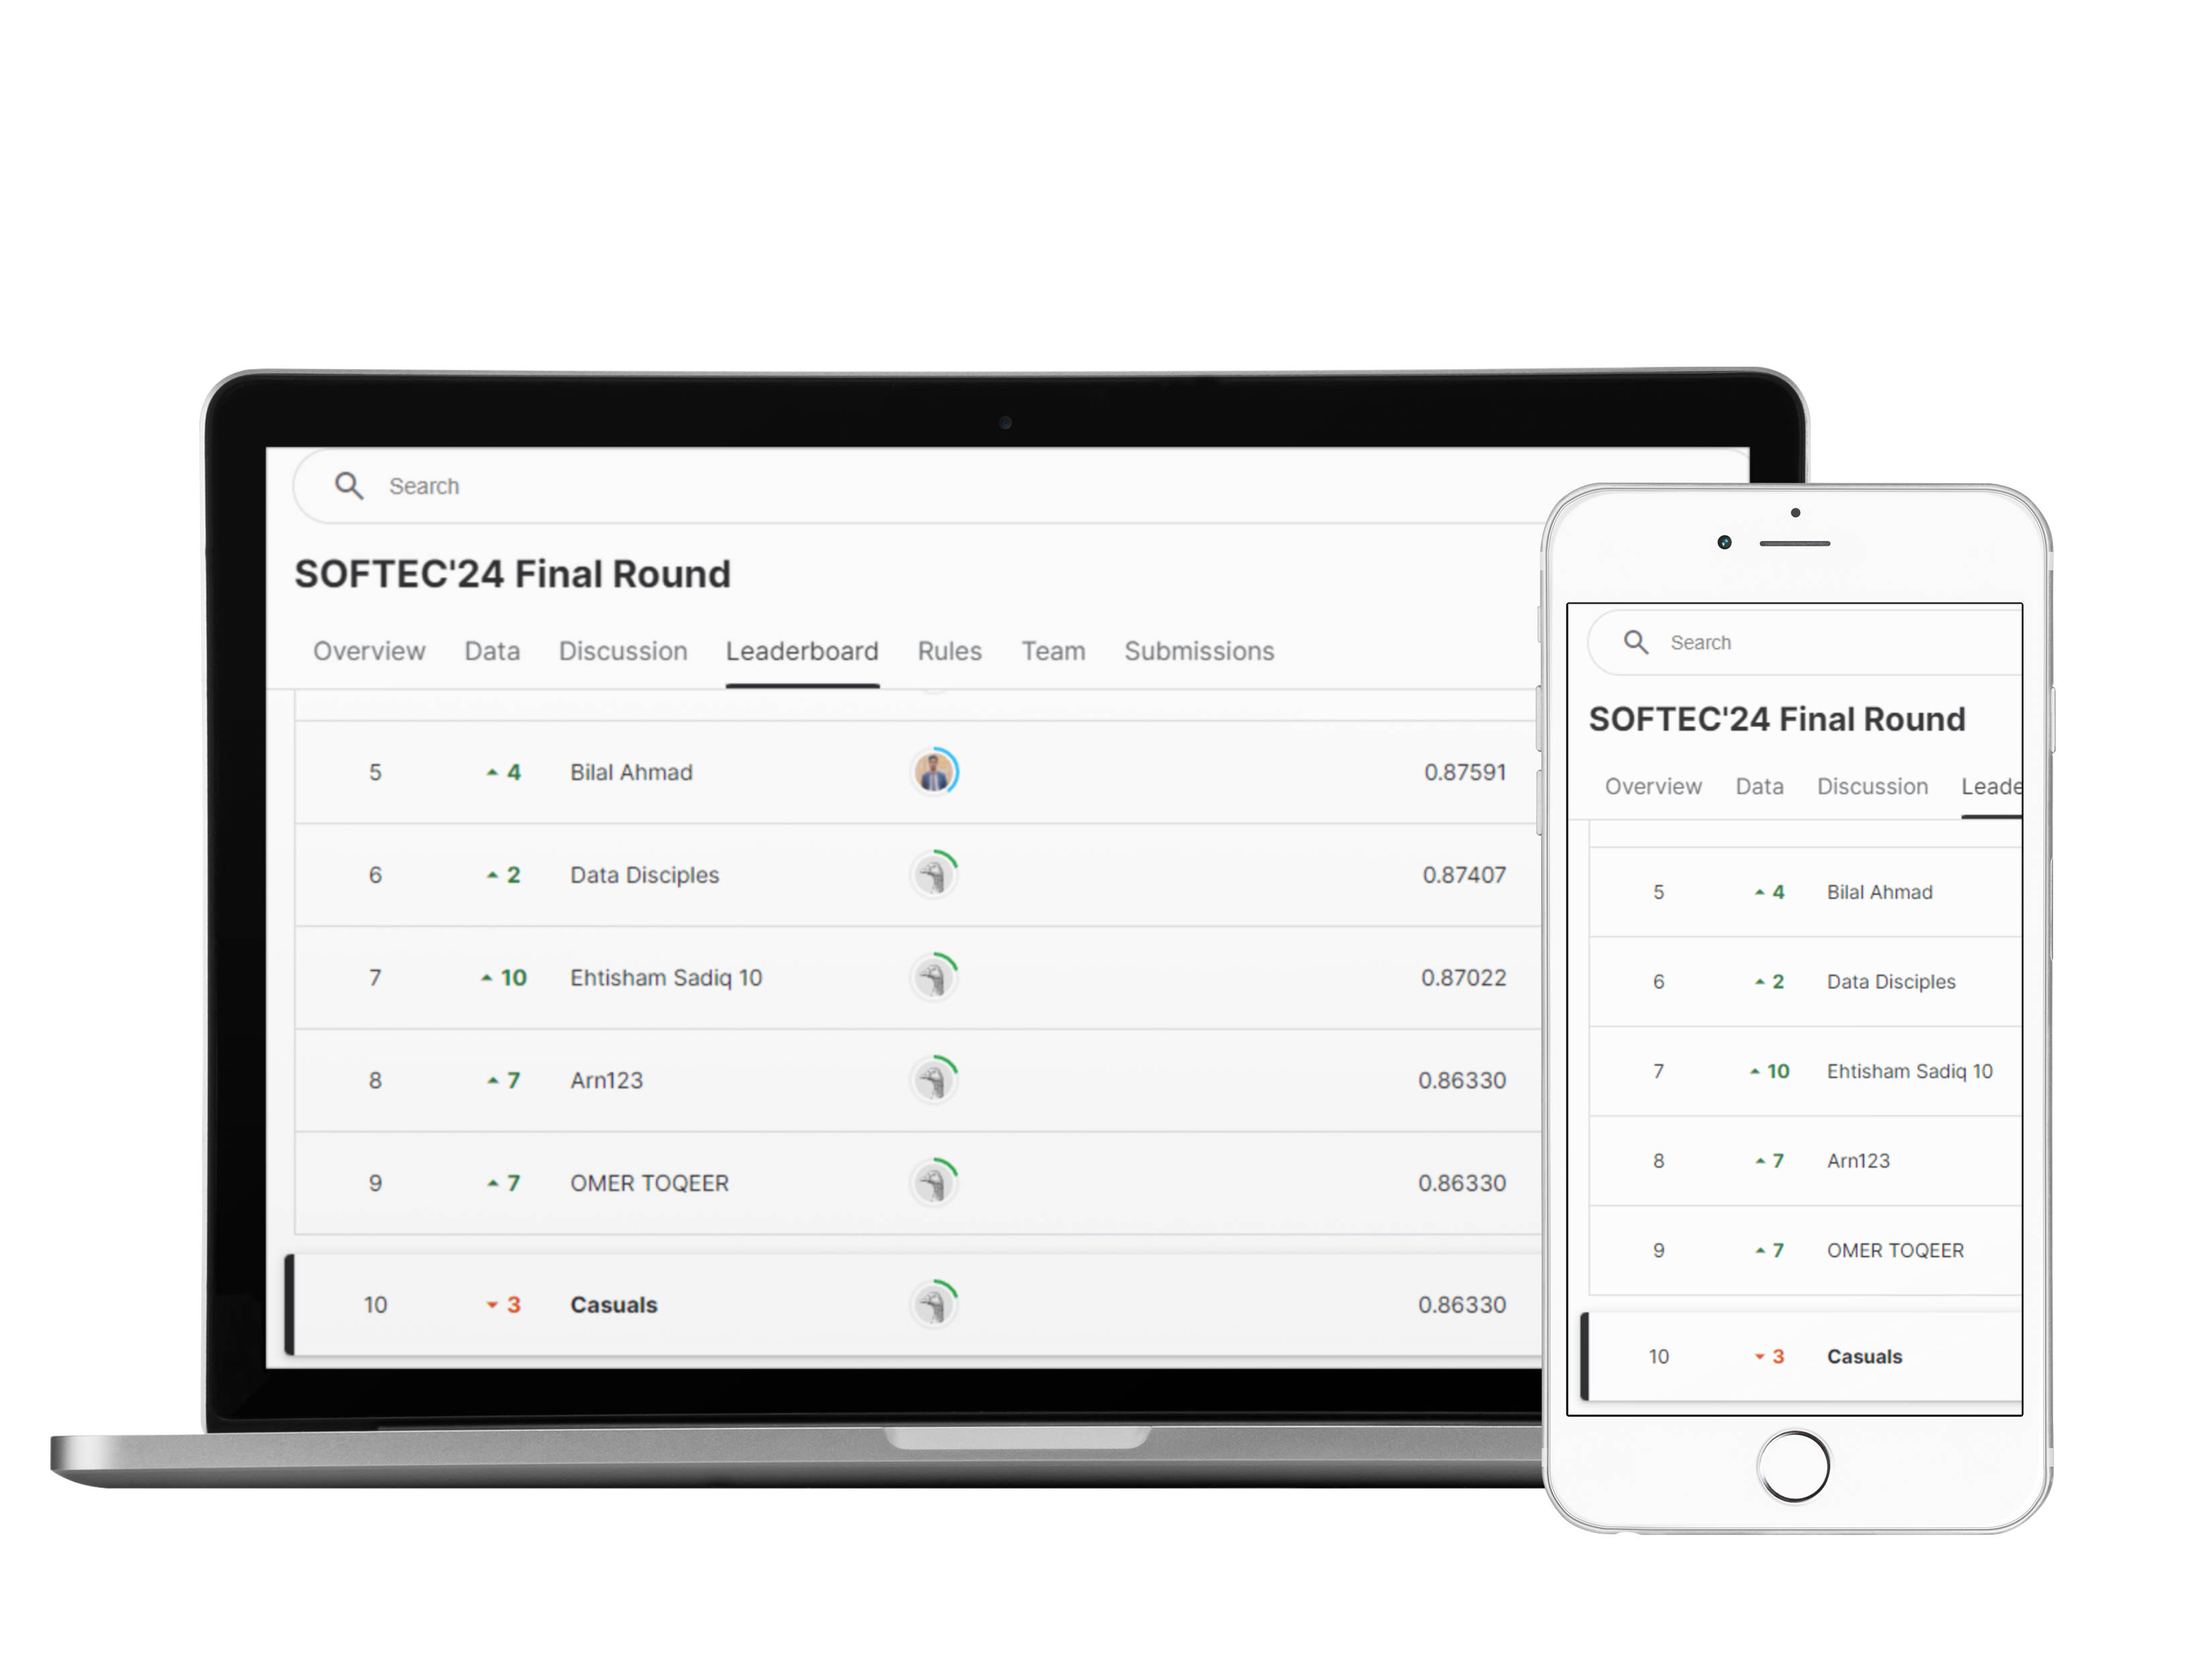 Search
SOFTEC'24 Final Round
Overview Data Discussion Leaderboard Rules Team Submissions
5 4 Bilal Ahmad 0.87591
6 2 Data Disciples 0.87407
7 10 Ehtisham Sadiq 10 0.87022
8 7 Arn123 0.86330
9 7 OMER TOQEER 0.86330
10 3 Casuals 0.86330
Search
SOFTEC'24 Final Round
Overview Data Discussion Leade
5 4 Bilal Ahmad
6 2 Data Disciples
7 10 Ehtisham Sadiq 10
8 7 Arn123
9 7 OMER TOQEER
10 3 Casuals